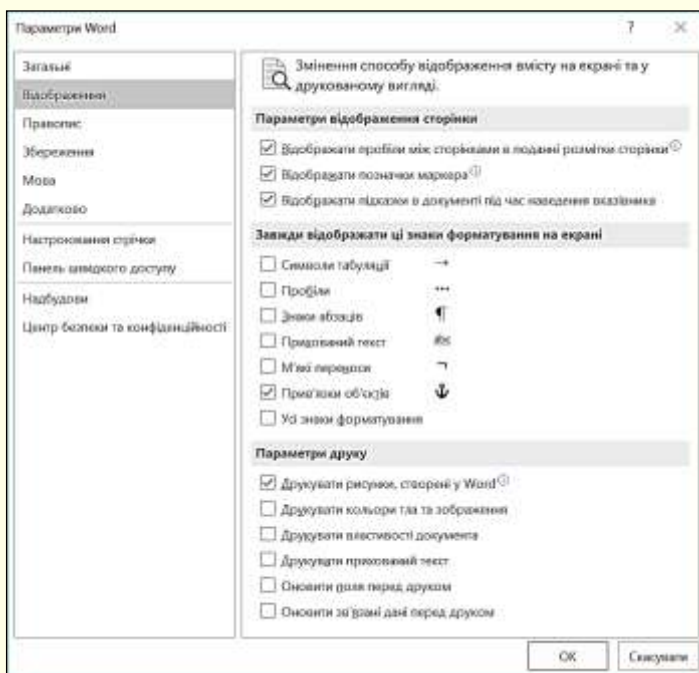 Параметри Word
?
×
Загальні
Відображення
Правопис
Збереження
Мова
Додатково
Настроювання стрічки
Панель швидкого доступу
Надбудови
Центр безпеки та конфіденційності
Змінення способу відображення вмісту на екрані та у
друкованому вигляді.
Параметри відображення сторінки
Відображати пробіли між сторінками в поданні розмітки сторінки
Відображати позначки маркера
Відображати підказки в документі під час наведення вказівника
Завжди відображати ці знаки форматування на екрані
Символи табуляції →
Пробіли ···
Знаки абзаців ¶
Прихований текст abc
М'які переноси ¬
Прив'язки об'єктів
Усі знаки форматування
Параметри друку
Друкувати рисунки, створені у Word
Друкувати кольори тла та зображення
Друкувати властивості документа
Друкувати прихований текст
Оновити поля перед друком
Оновити зв'язані дані перед друком
ОК
Скасувати